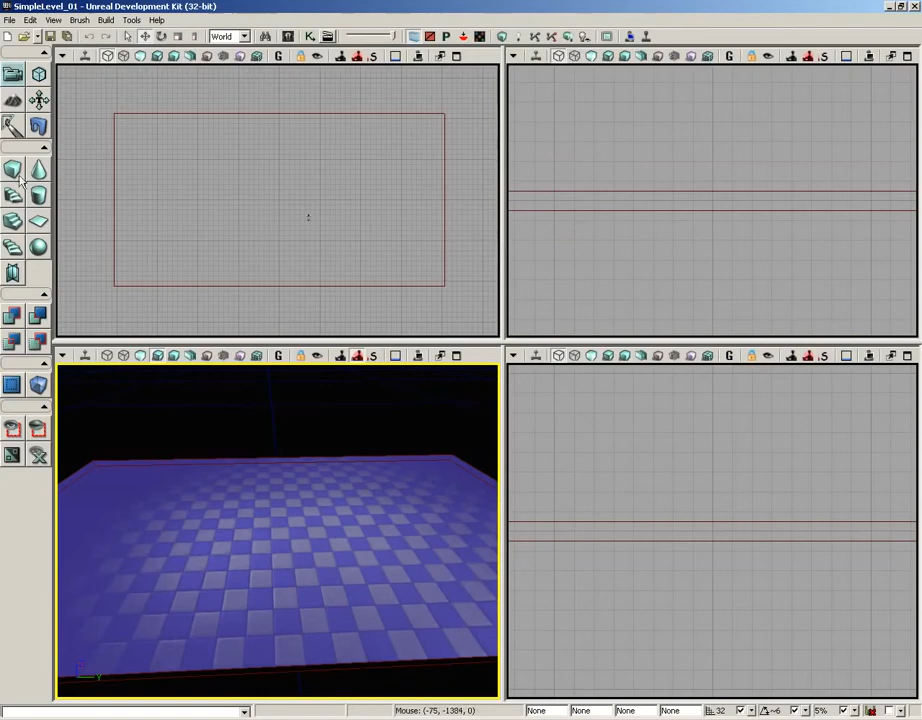 SimpleLevel_01 - Unreal Development Kit (32-bit)
File Edit View Brush Build Tools Help
World
P
G S
G S
G S
G S
Y
Mouse: (-75, -1384, 0) None None None None 32 ~6 5%